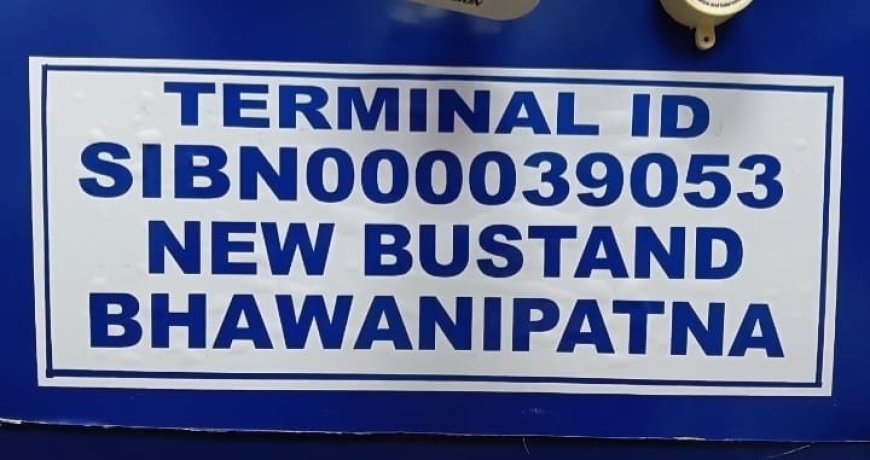 TERMINAL ID
SIBN000039053
NEW BUSTAND
BHAWANIPATNA